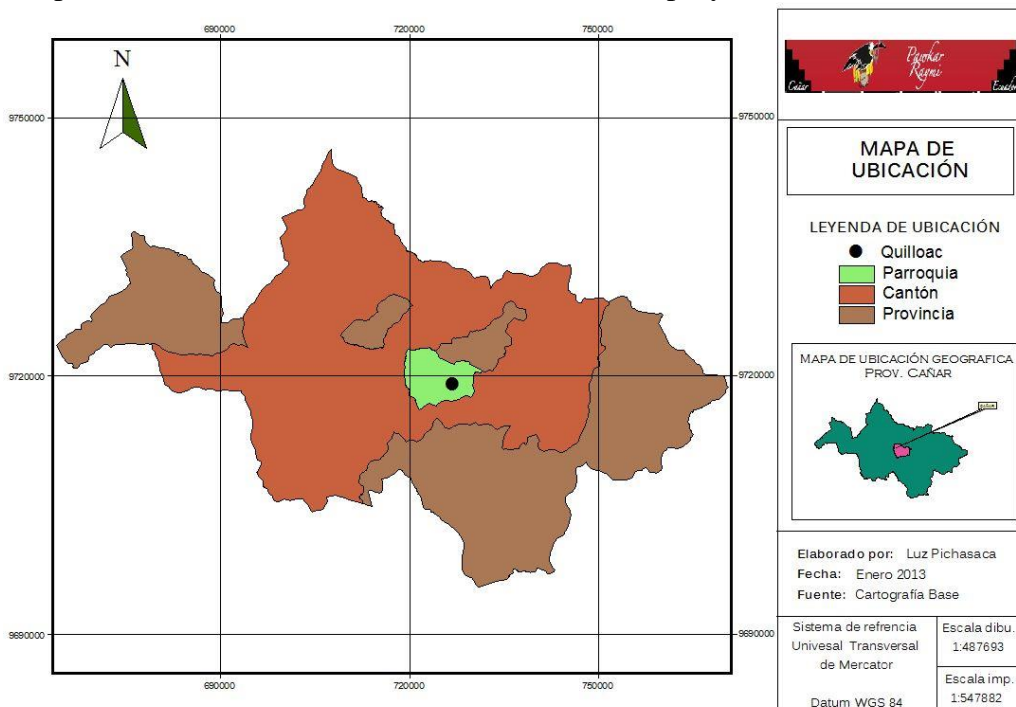 690000 720000 750000
N
9750000 9750000
9720000 9720000
9690000 9690000
690000 720000 750000
Pawkar
Raymi
Cañar
MAPA DE
UBICACIÓN
LEYENDA DE UBICACIÓN
Quilloac
Parroquia
Cantón
Provincia
MAPA DE UBICACIÓN GEOGRAFICA
PROV. CAÑAR
Elaborado por: Luz Pichasaca
Fecha: Enero 2013
Fuente: Cartografía Base
Sistema de refrencia
Univesal Transversal
de Mercator
Datum WGS 84
Escala dibu.
1:487693
Escala imp.
1:547882